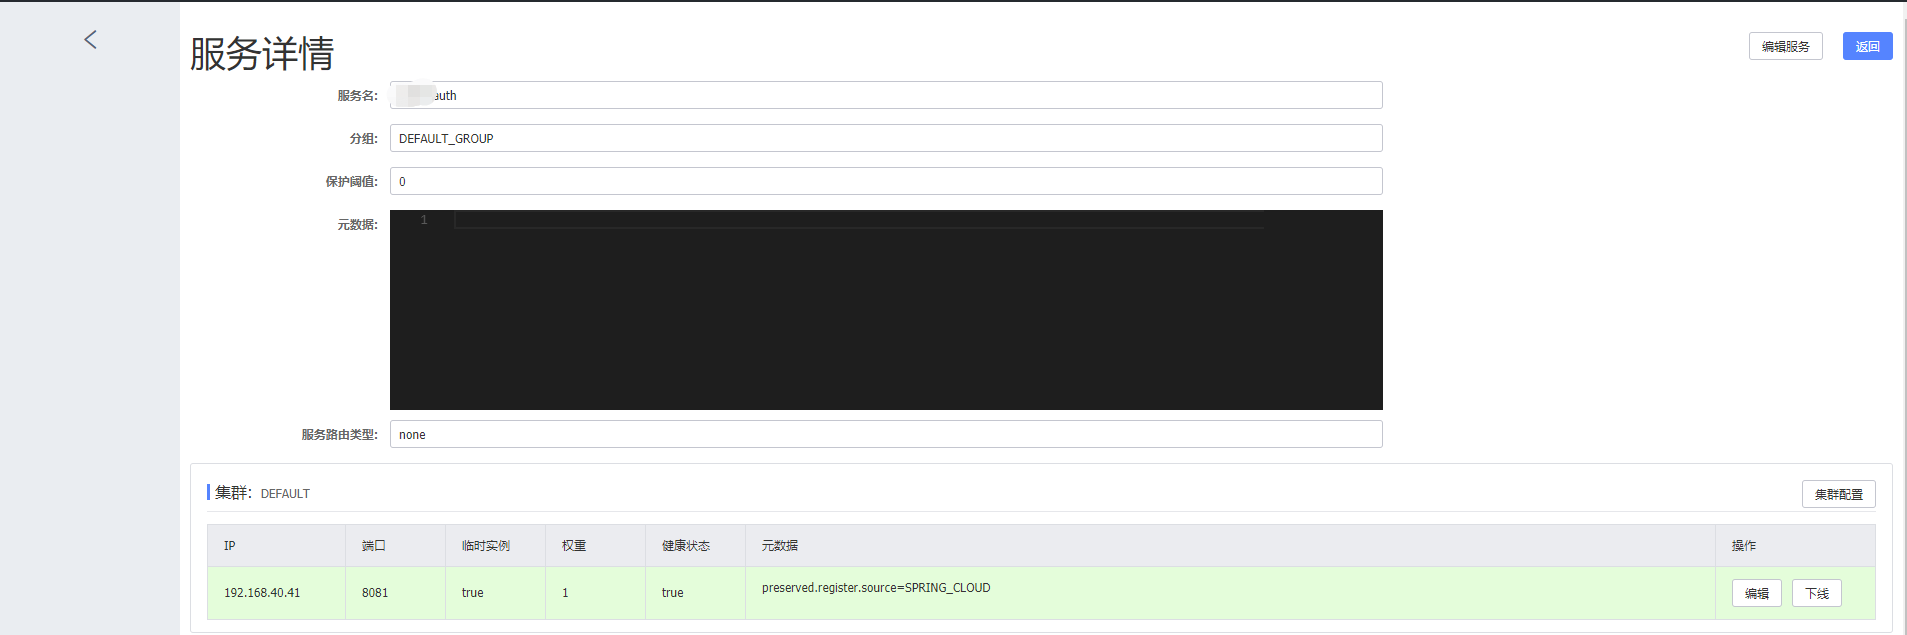 服务详情
编辑服务
返回
服务名:
auth
分组:
DEFAULT_GROUP
保护阈值:
0
元数据:
1
服务路由类型:
none
集群: DEFAULT
集群配置
IP 端口 临时实例 权重 健康状态 元数据 操作
192.168.40.41 8081 true 1 true preserved.register.source=SPRING_CLOUD 编辑 下线